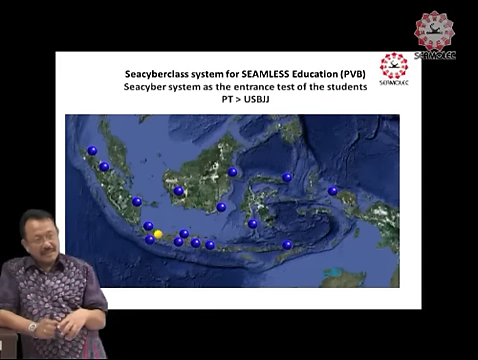 SEAMOLEC
Seacyberclass system for SEAMLESS Education (PVB)
Seacyber system as the entrance test of the students
PT > USBJJ
SEAMOLEC